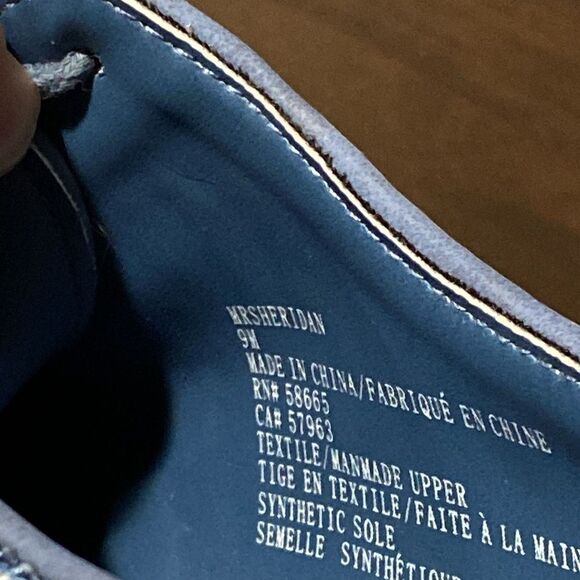 MRSHERIDAN
9M
MADE IN CHINA/FABRIQUÉ EN CHINE
RN# 58665
CA# 57963
TEXTILE/MANMADE UPPER
TIGE EN TEXTILE/FAITE À LA MAIN
SYNTHETIC SOLE
SEMELLE SYNTHÉTIQUE